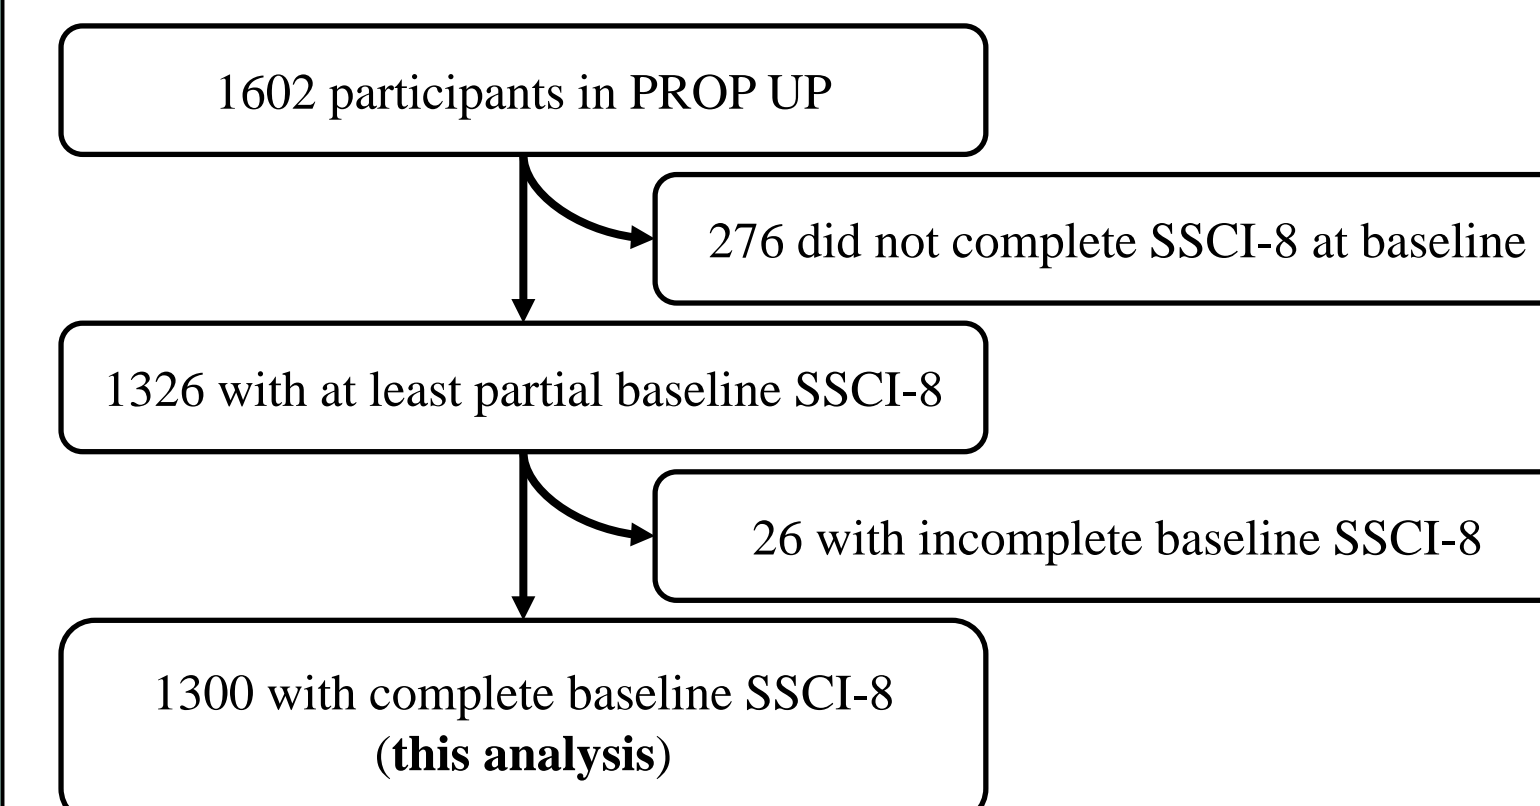 1602 participants in PROP UP
276 did not complete SSCI-8 at baseline
1326 with at least partial baseline SSCI-8
26 with incomplete baseline SSCI-8
1300 with complete baseline SSCI-8
(this analysis)